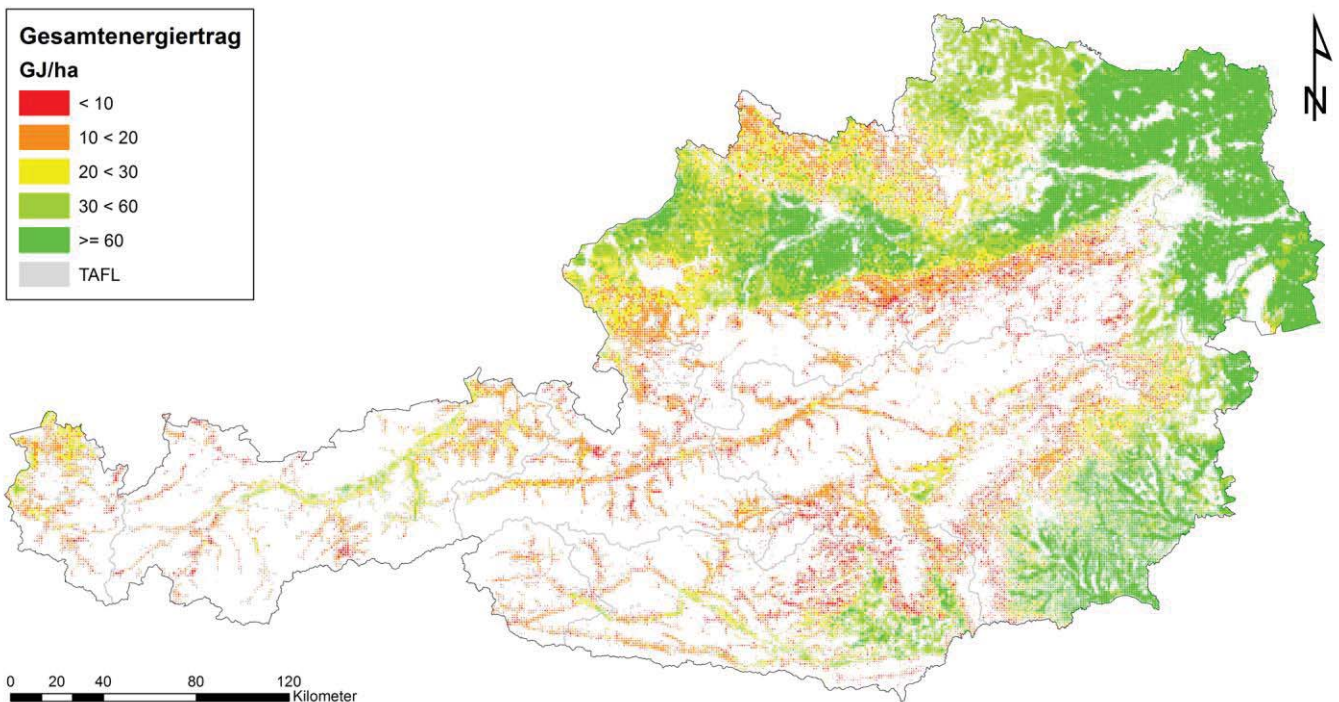 Gesamtenergiertrag
GJ/ha
< 10
10 < 20
20 < 30
30 < 60
>= 60
TAFL
N
0 20 40 80 120
Kilometer